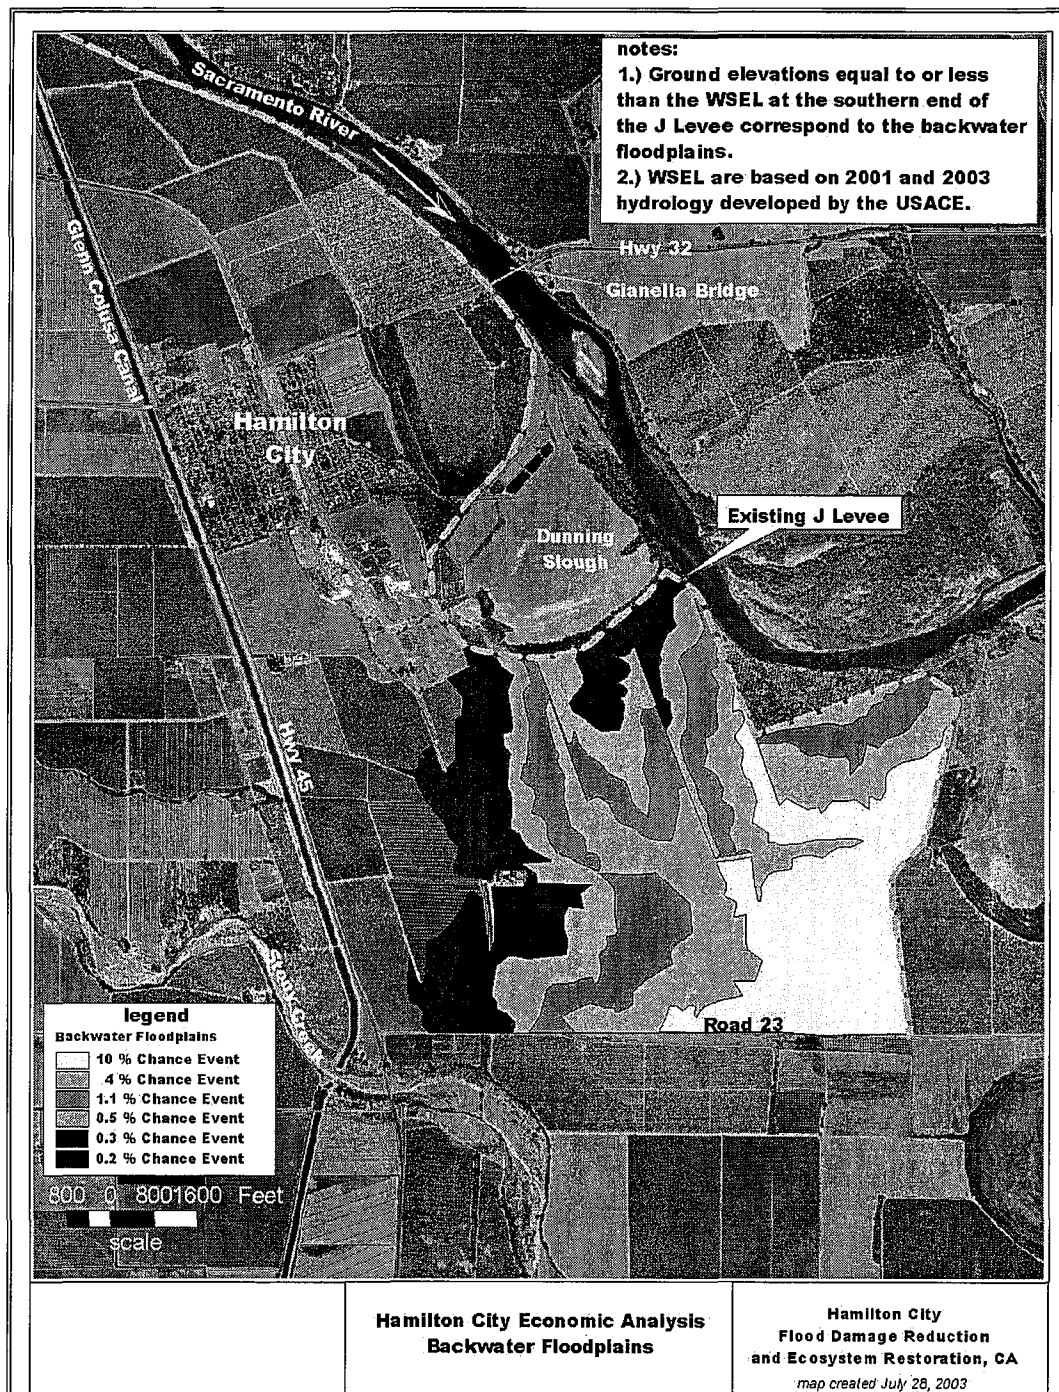 notes:
1.) Ground elevations equal to or less
than the WSEL at the southern end of
the J Levee correspond to the backwater
floodplains.
2.) WSEL are based on 2001 and 2003
hydrology developed by the USACE.
Sacramento River
Hwy 32
Gianella Bridge
Glenn Colusa Canal
Hamilton
City
Existing J Levee
Dunning
Slough
Hwy 45
Stony Creek
Road 23
legend
Backwater Floodplains
10 % Chance Event
4 % Chance Event
1.1 % Chance Event
0.5 % Chance Event
0.3 % Chance Event
0.2 % Chance Event
800 0 8001600 Feet
scale
Hamilton City Economic Analysis
Backwater Floodplains
Hamilton City
Flood Damage Reduction
and Ecosystem Restoration, CA
map created July 28, 2003